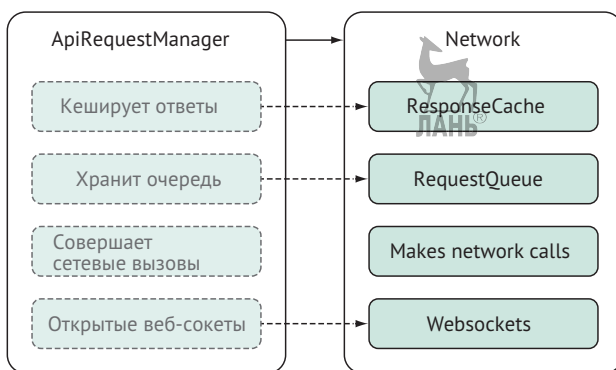 ApiRequestManager
Network
Кеширует ответы
ResponseCache
ЛАНЬ®
Хранит очередь
RequestQueue
Совершает
сетевые вызовы
Makes network calls
Открытые веб-сокеты
Websockets